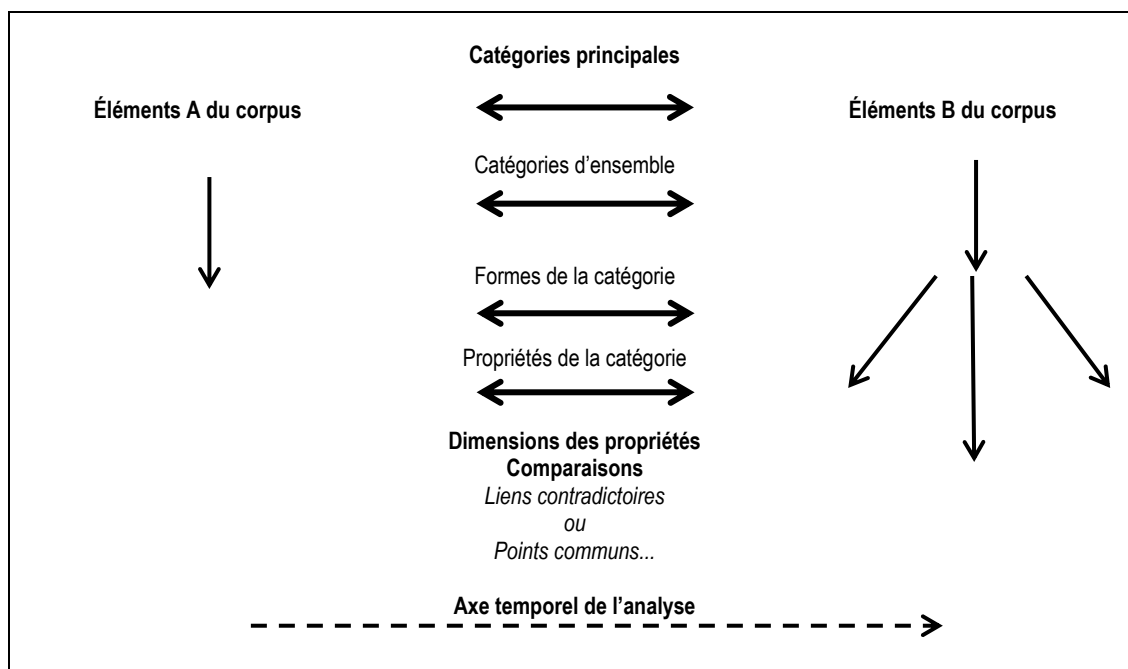 Catégories principales
Éléments A du corpus
Éléments B du corpus
Catégories d’ensemble
Formes de la catégorie
Propriétés de la catégorie
Dimensions des propriétés
Comparaisons
Liens contradictoires
ou
Points communs...
Axe temporel de l’analyse